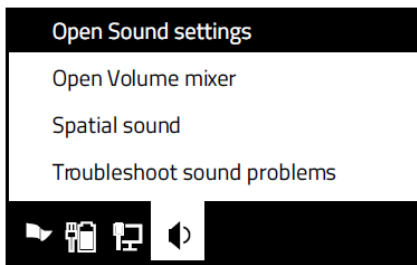 Open Sound settings
Open Volume mixer
Spatial sound
Troubleshoot sound problems